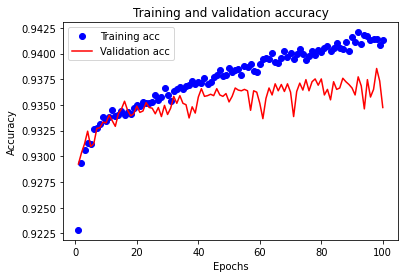 Training and validation accuracy
Training acc
Validation acc
Accuracy
0.9425
0.9400
0.9375
0.9350
0.9325
0.9300
0.9275
0.9250
0.9225
0 20 40 60 80 100
Epochs